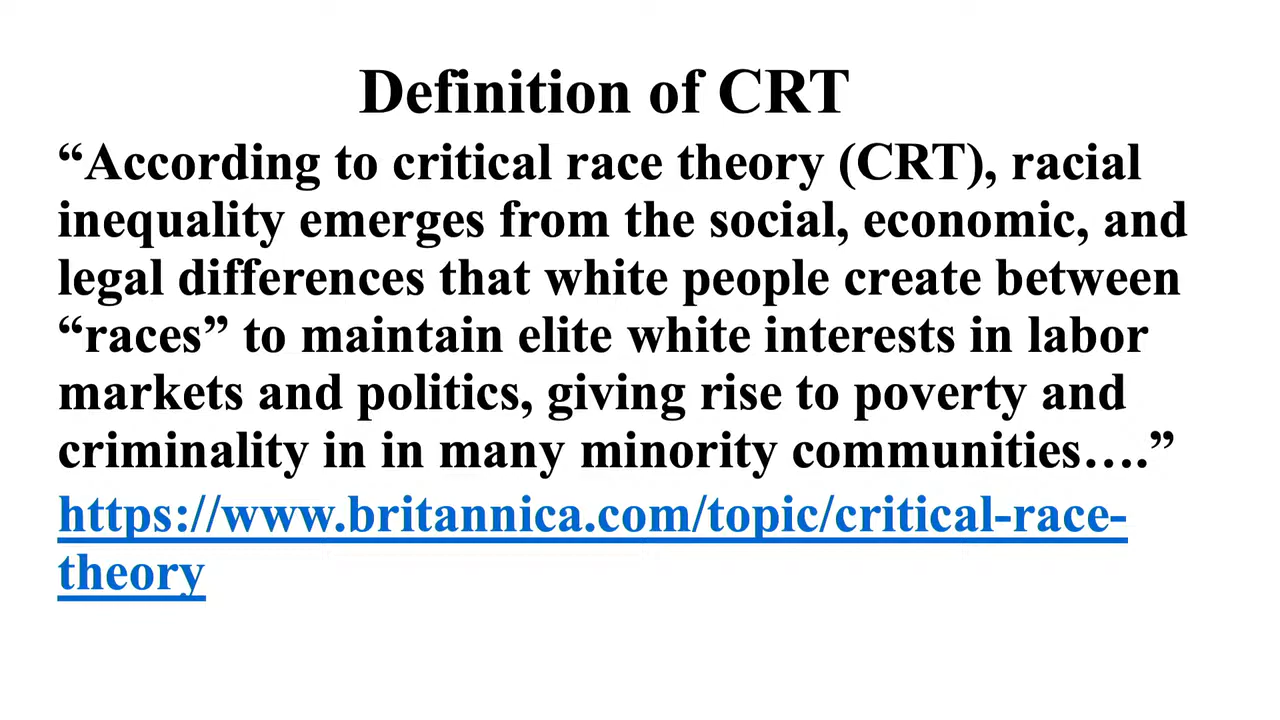 Definition of CRT
“According to critical race theory (CRT), racial
inequality emerges from the social, economic, and
legal differences that white people create between
“races” to maintain elite white interests in labor
markets and politics, giving rise to poverty and
criminality in in many minority communities….”
https://www.britannica.com/topic/critical-race-
theory